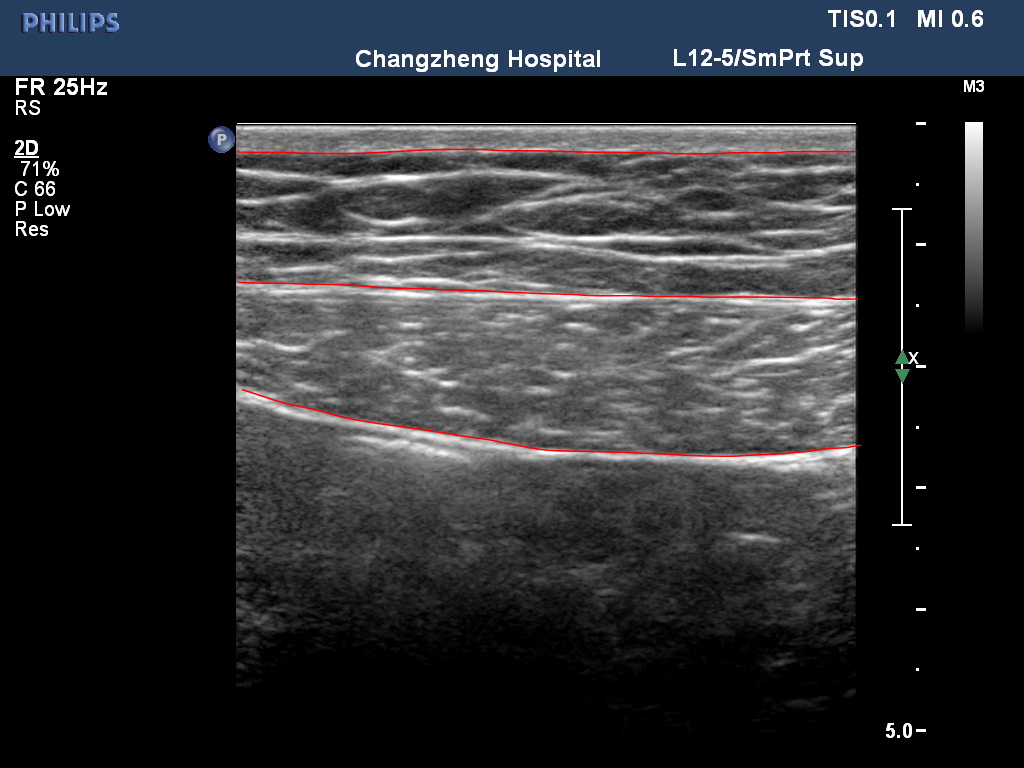 PHILIPS
TIS0.1 MI 0.6
Changzheng Hospital L12-5/SmPrt Sup
FR 25Hz
RS
M3
P
2D
71%
C 66
P Low
Res
X
5.0